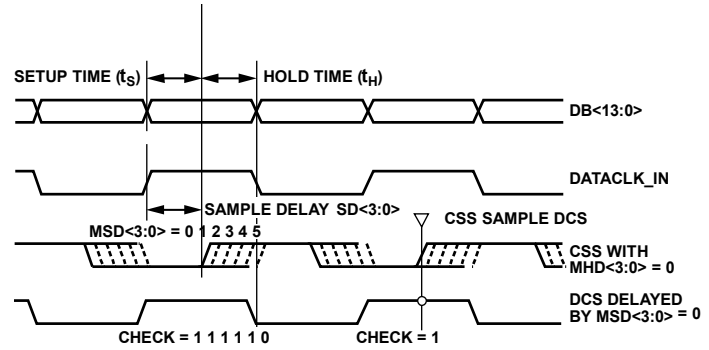 SETUP TIME (tS)
HOLD TIME (tH)
DB<13:0>
DATACLK_IN
SAMPLE DELAY SD<3:0>
MSD<3:0> = 0 1 2 3 4 5
CSS SAMPLE DCS
CSS WITH
MHD<3:0> = 0
DCS DELAYED
BY MSD<3:0> = 0
CHECK = 1 1 1 1 1 0
CHECK = 1